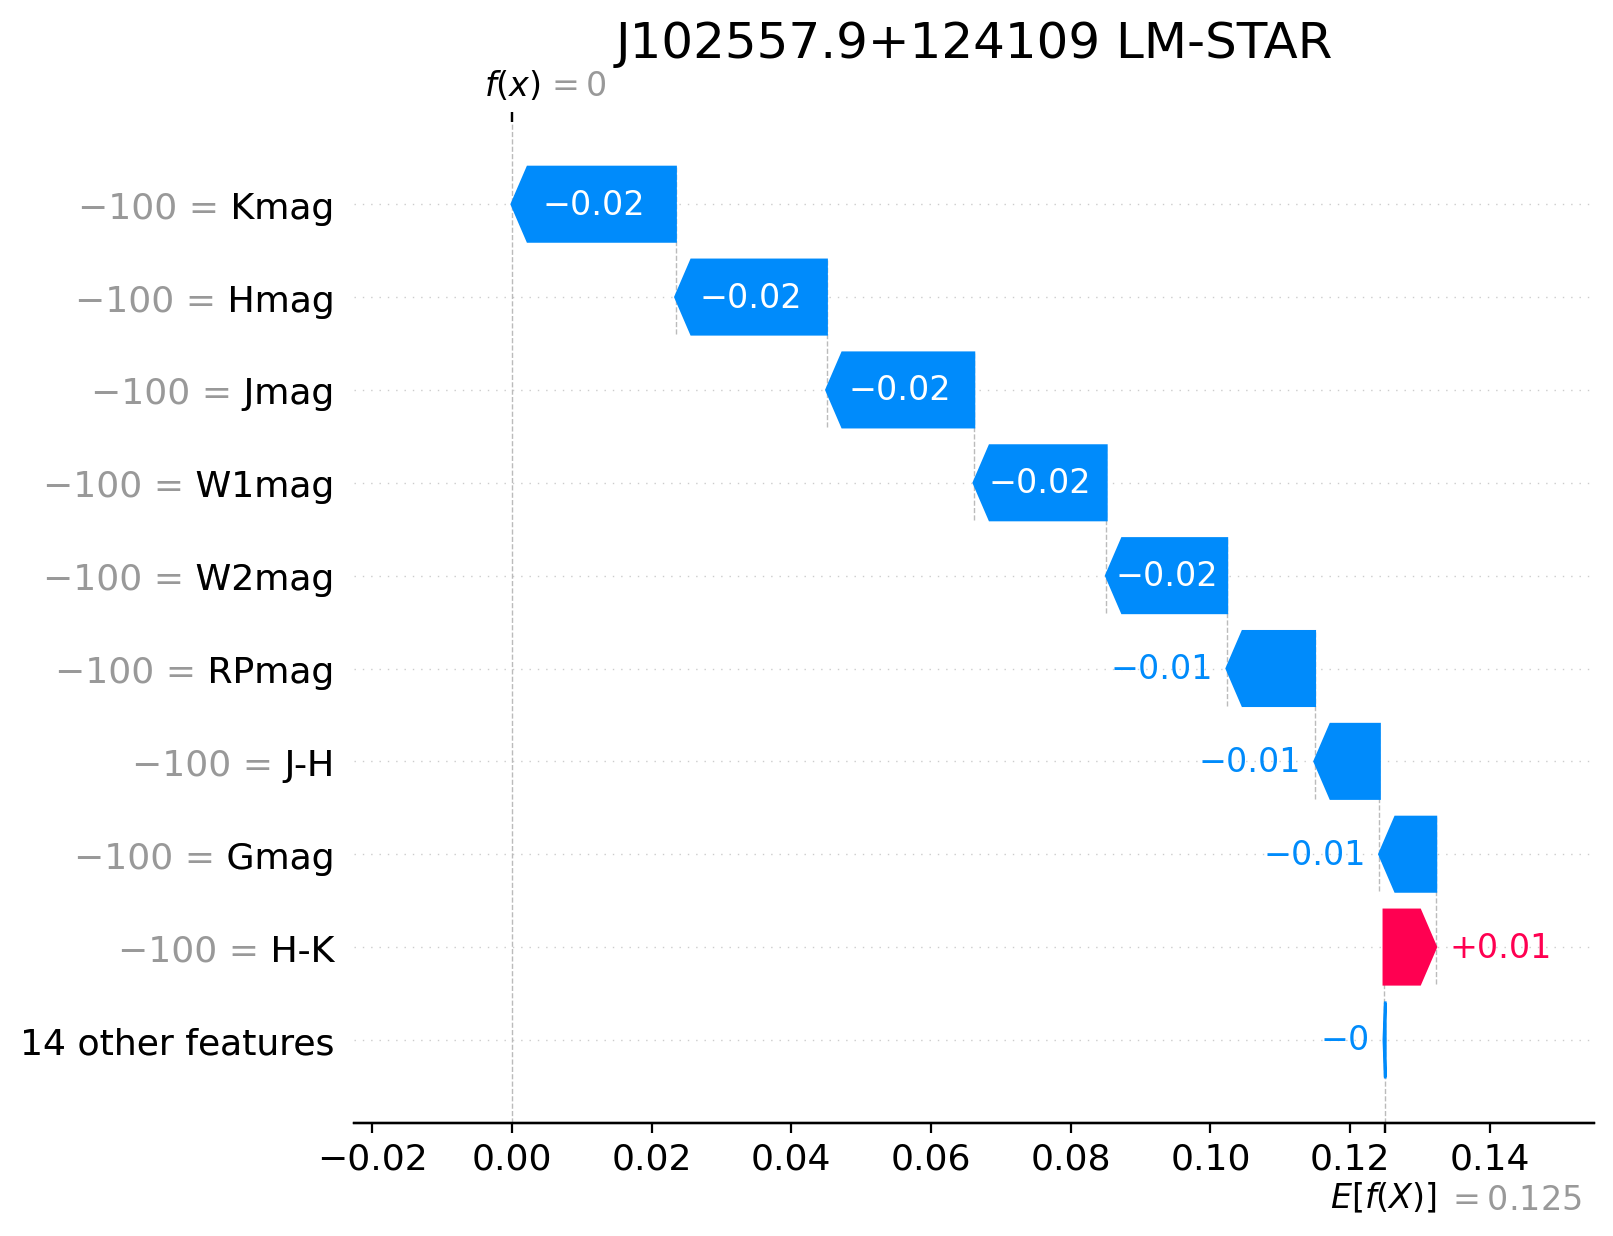 J102557.9+124109 LM-STAR
f(x) = 0
−100 = Kmag
−0.02
−100 = Hmag
−0.02
−100 = Jmag
−0.02
−100 = W1mag
−0.02
−100 = W2mag
−0.02
−100 = RPmag
−0.01
−100 = J-H
−0.01
−100 = Gmag
−0.01
−100 = H-K
+0.01
14 other features
−0
−0.02 0.00 0.02 0.04 0.06 0.08 0.10 0.12 0.14
E[f(X)] = 0.125